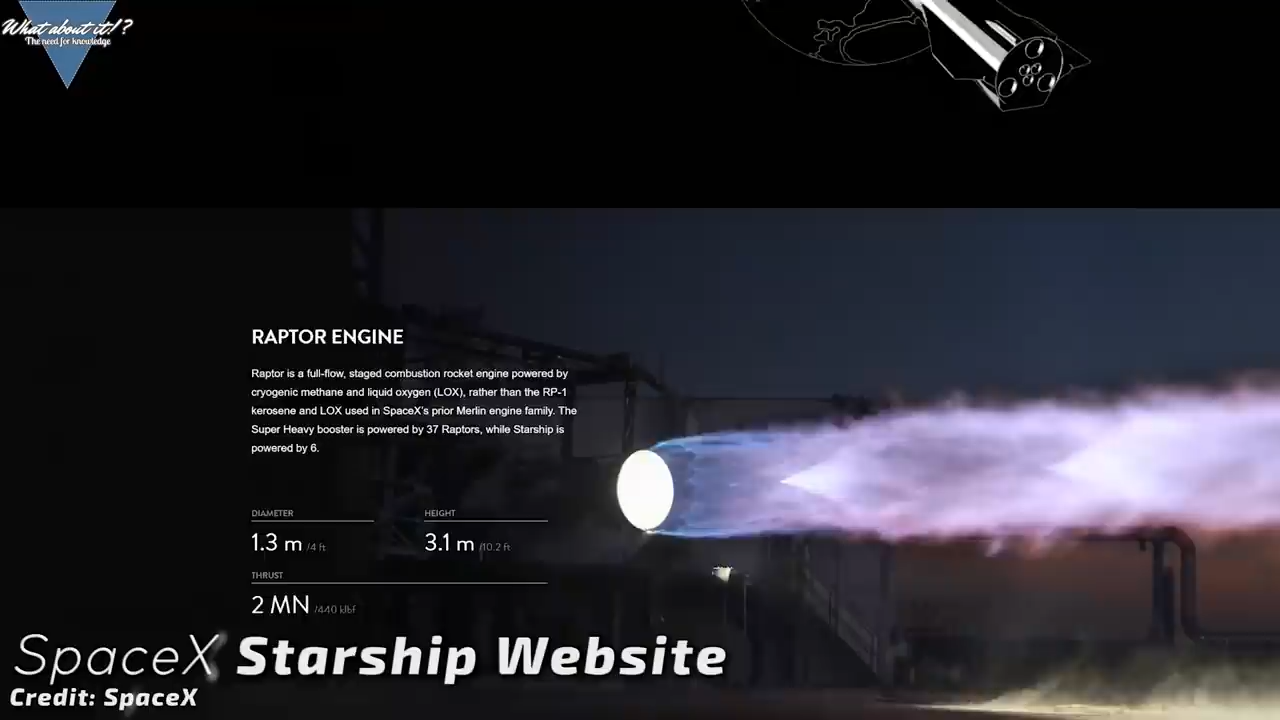 What about it!?
The need for knowledge
RAPTOR ENGINE
Raptor is a full-flow, staged combustion rocket engine powered by
cryogenic methane and liquid oxygen (LOX), rather than the RP-1
kerosene and LOX used in SpaceX's prior Merlin engine family. The
Super Heavy booster is powered by 37 Raptors, while Starship is
powered by 6.
DIAMETER
1.3 m /4 ft
HEIGHT
3.1 m /10.2 ft
THRUST
2 MN /440 klbf
SpaceX Starship Website
Credit: SpaceX